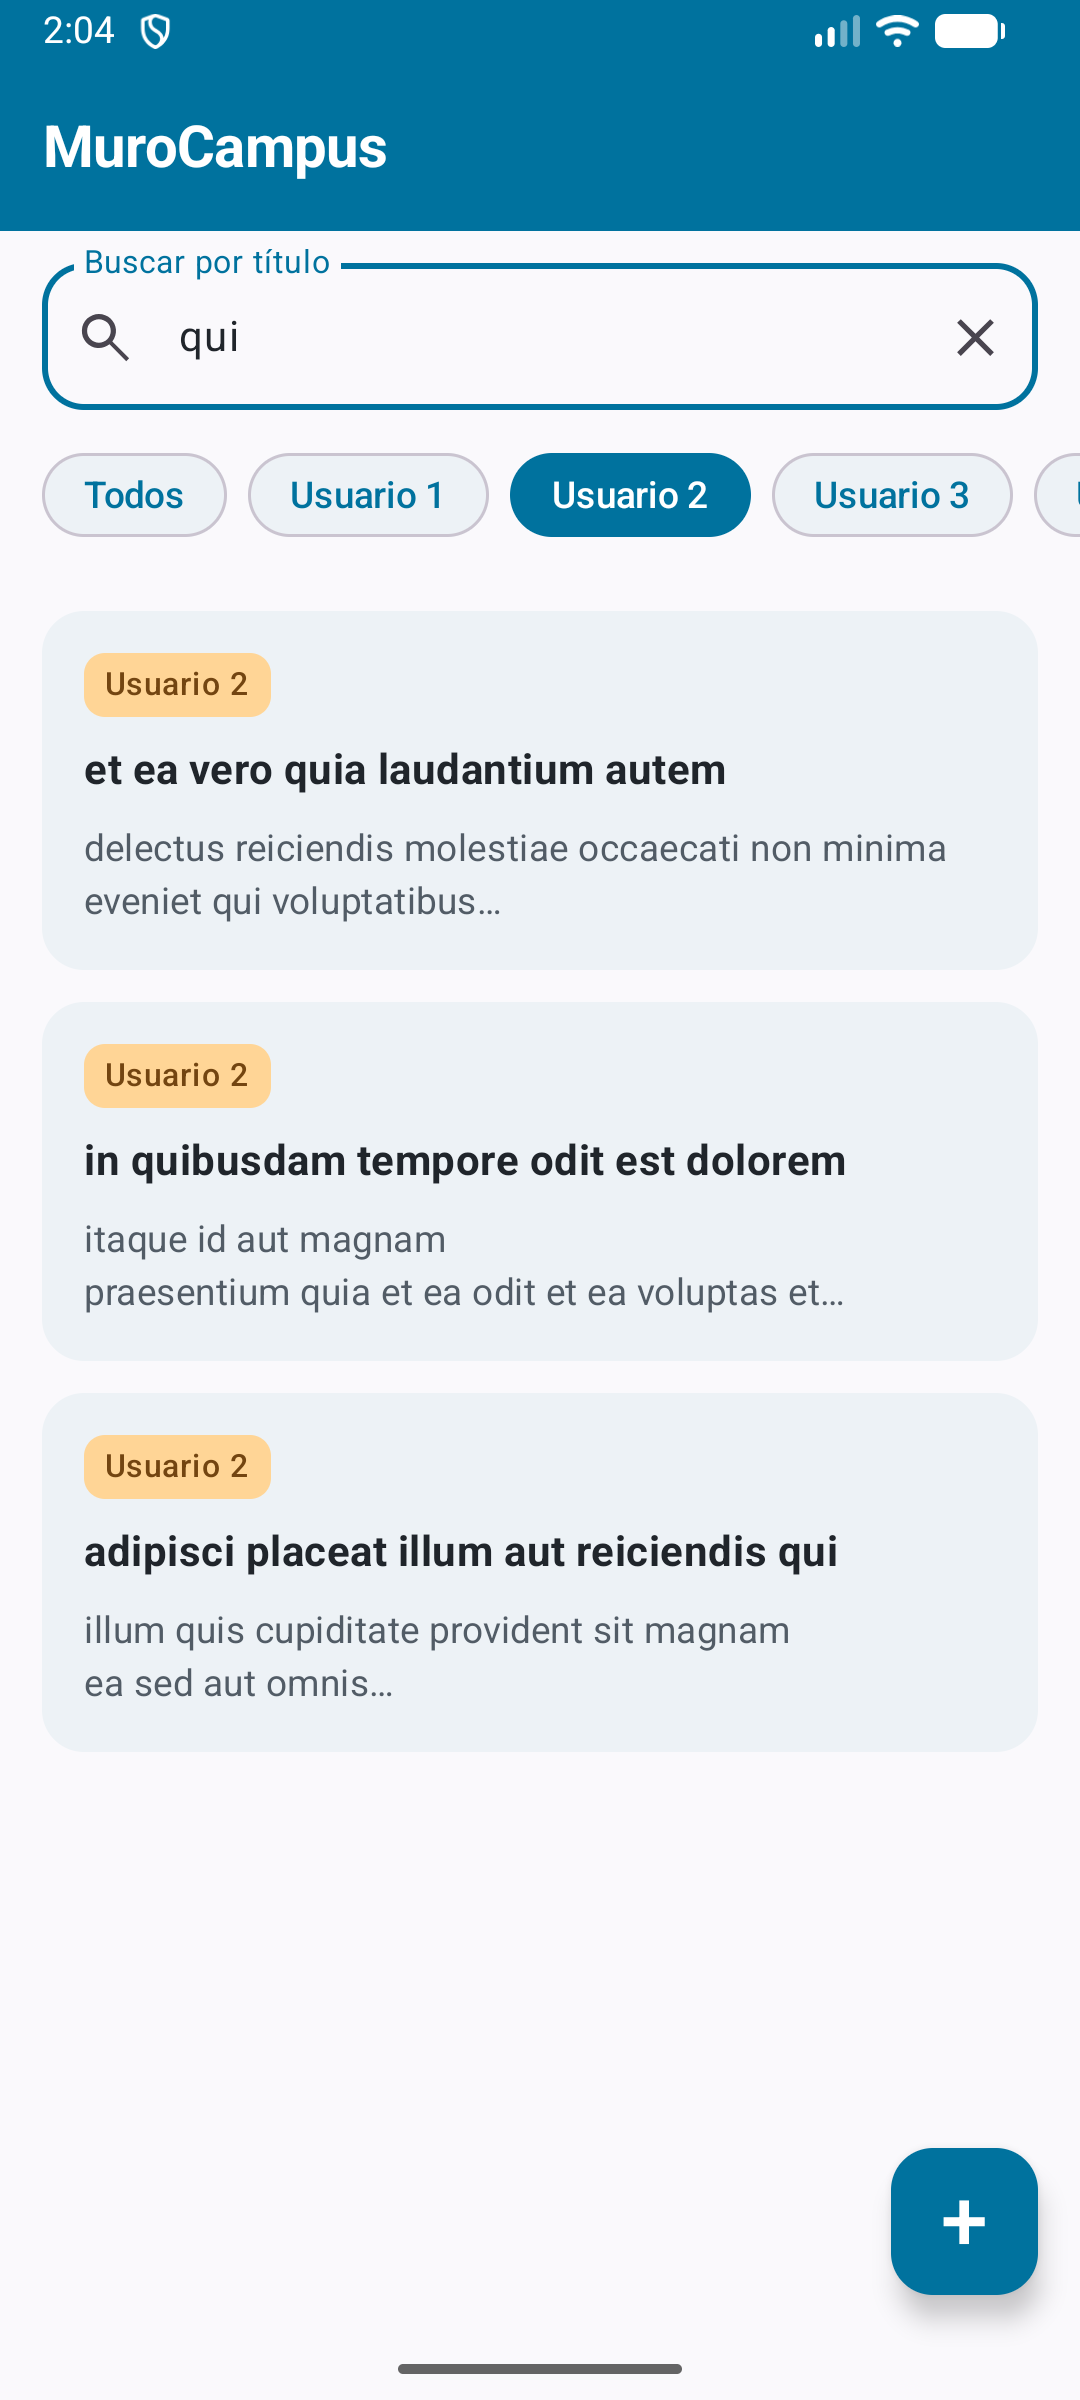 2:04
MuroCampus
Buscar por título
qui
Todos
Usuario 1
Usuario 2
Usuario 3
Usuario 2
et ea vero quia laudantium autem
delectus reiciendis molestiae occaecati non minima
eveniet qui voluptatibus…
Usuario 2
in quibusdam tempore odit est dolorem
itaque id aut magnam
praesentium quia et ea odit et ea voluptas et…
Usuario 2
adipisci placeat illum aut reiciendis qui
illum quis cupiditate provident sit magnam
ea sed aut omnis…